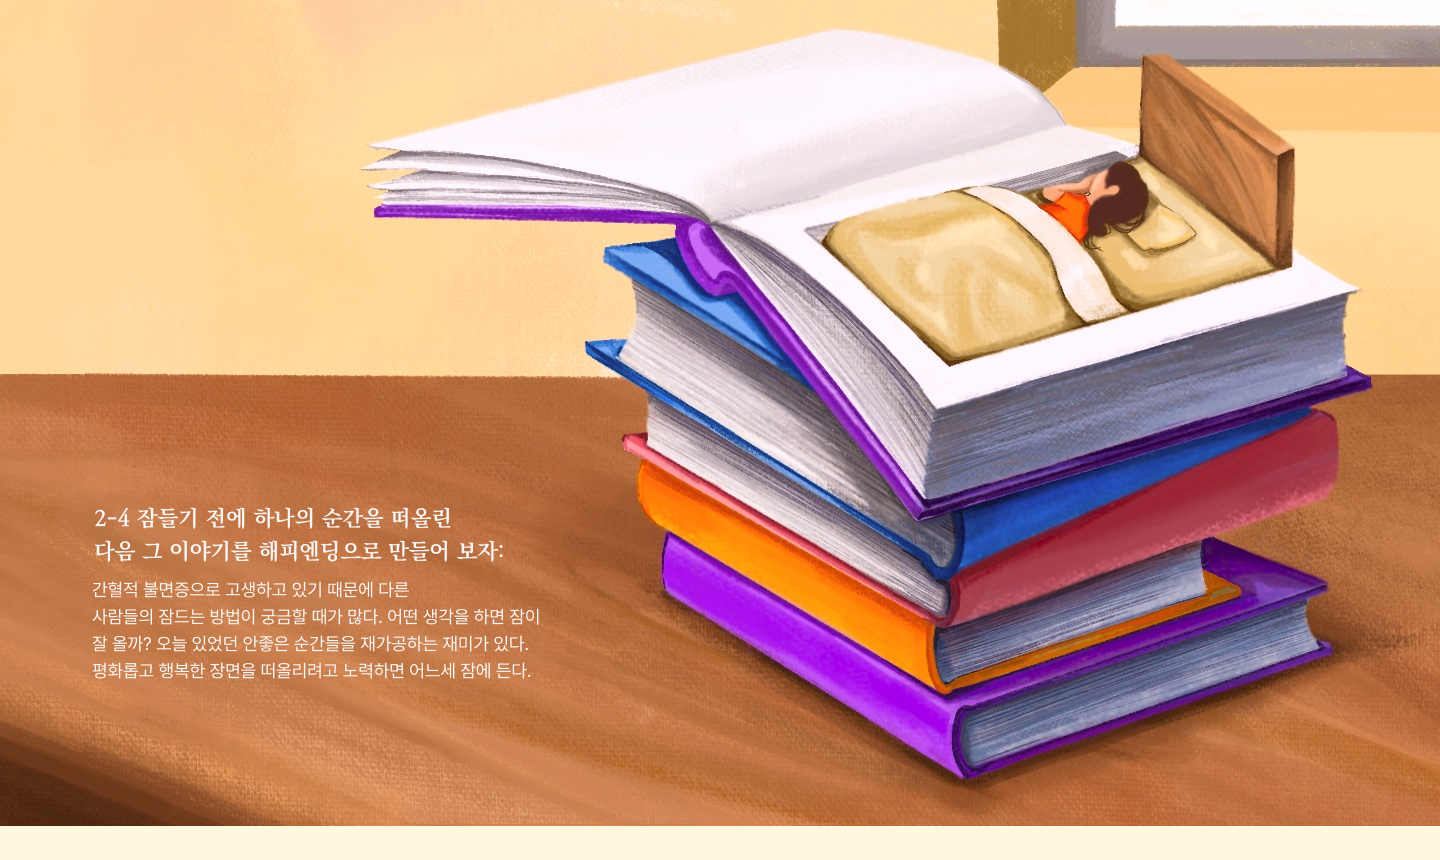 2-4 잠들기 전에 하나의 순간을 떠올린
다음 그 이야기를 해피엔딩으로 만들어 보자:
간헐적 불면증으로 고생하고 있기 때문에 다른
사람들의 잠드는 방법이 궁금할 때가 많다. 어떤 생각을 하면 잠이
잘 올까? 오늘 있었던 안좋은 순간들을 재가공하는 재미가 있다.
평화롭고 행복한 장면을 떠올리려고 노력하면 어느세 잠에 든다.